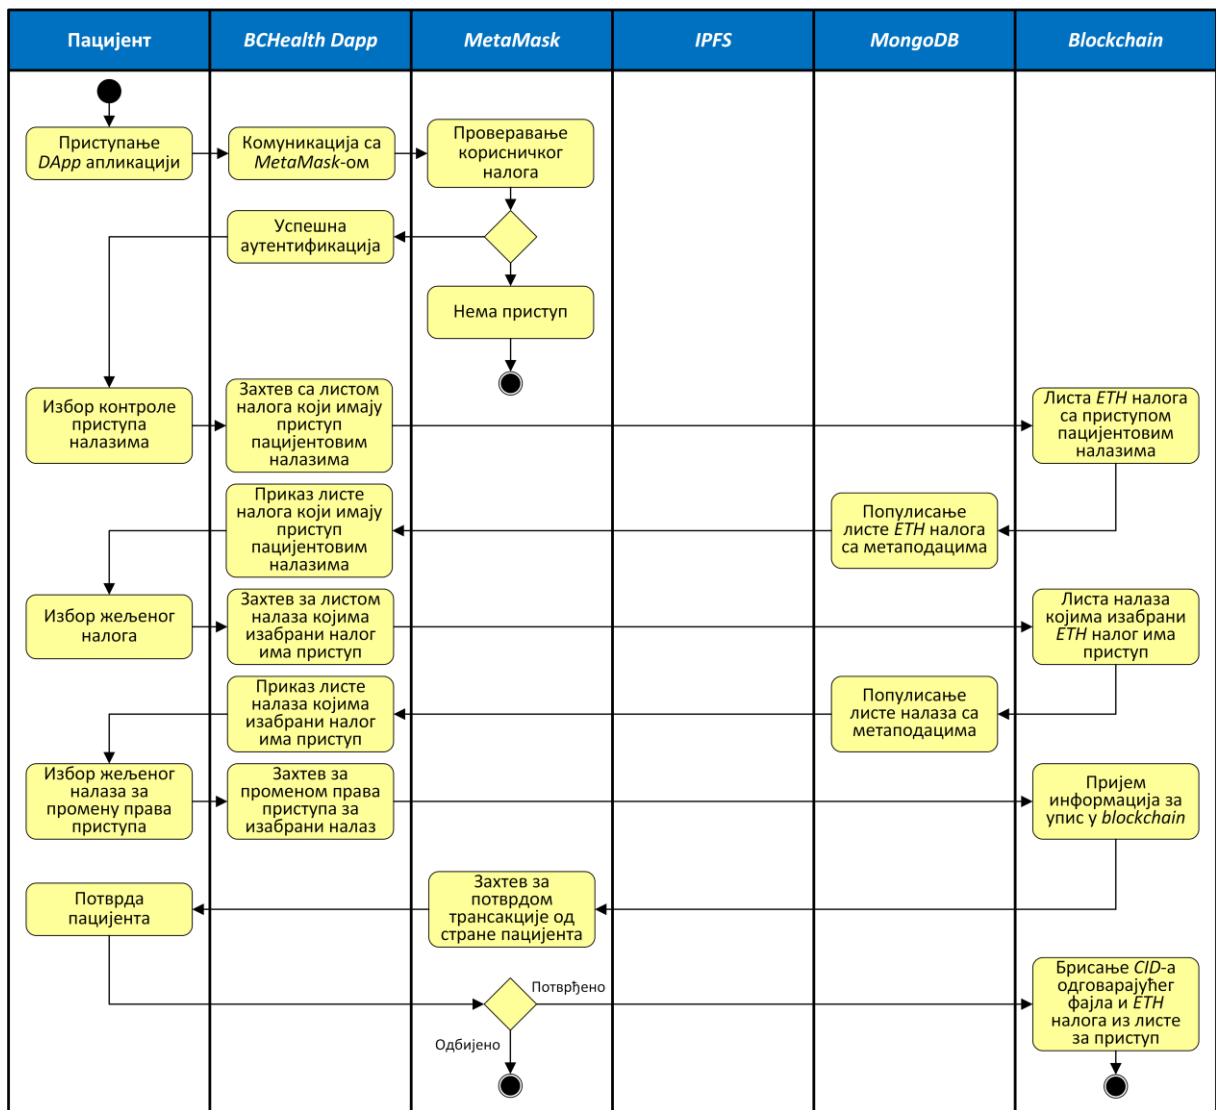 Пацијент
BCHealth Dapp
MetaMask
IPFS
MongoDB
Blockchain
Приступање
DApp апликацији
Комуникација са
MetaMask-ом
Проверавање
корисничког
налога
Успешна
аутентификација
Нема приступ
Избор контроле
приступа
налазима
Захтев са листом
налога који имају
приступ
пацијентовим
налазима
Листа ETH налога
са приступом
пацијентовим
налазима
Приказ листе
налога који имају
приступ
пацијентовим
налазима
Популисање
листе ETH налога
са метаподацима
Избор жељеног
налога
Захтев за листом
налаза којима
изабрани налог
има приступ
Листа налаза
којима изабрани
ETH налог има
приступ
Приказ листе
налаза којима
изабрани налог
има приступ
Популисање
листе налаза са
метаподацима
Избор жељеног
налаза за
промену права
приступа
Захтев за
променом права
приступа за
изабрани налаз
Пријем
информација за
упис у blockchain
Потврда
пацијента
Захтев за
потврдом
трансакције од
стране пацијента
Потврђено
Одбијено
Брисање CID-а
одговарајућег
фајла и ETH
налога из листе
за приступ